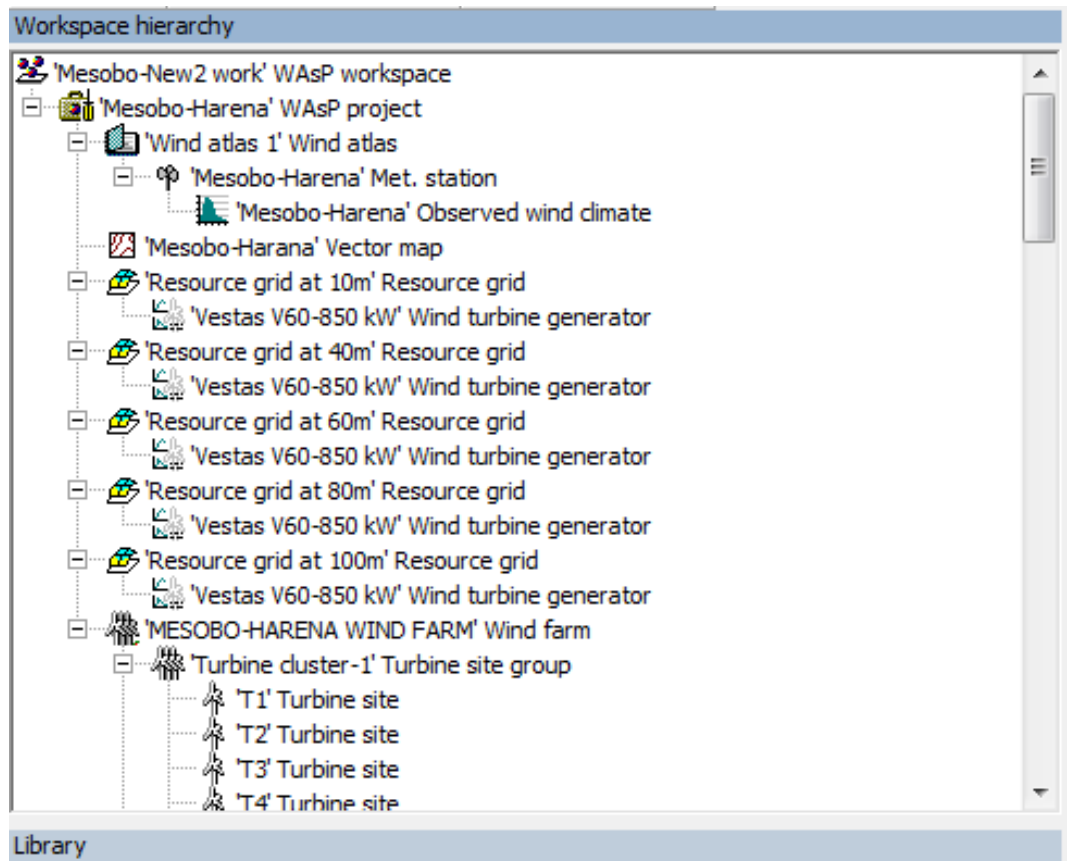 Workspace hierarchy
'Mesobo-New2 work' WAsP workspace
'Mesobo-Harena' WAsP project
'Wind atlas 1' Wind atlas
'Mesobo-Harena' Met. station
'Mesobo-Harena' Observed wind climate
'Mesobo-Harana' Vector map
'Resource grid at 10m' Resource grid
'Vestas V60-850 kW' Wind turbine generator
'Resource grid at 40m' Resource grid
'Vestas V60-850 kW' Wind turbine generator
'Resource grid at 60m' Resource grid
'Vestas V60-850 kW' Wind turbine generator
'Resource grid at 80m' Resource grid
'Vestas V60-850 kW' Wind turbine generator
'Resource grid at 100m' Resource grid
'Vestas V60-850 kW' Wind turbine generator
'MESOBO-HARENA WIND FARM' Wind farm
'Turbine cluster-1' Turbine site group
'T1' Turbine site
'T2' Turbine site
'T3' Turbine site
'T4' Turbine site
Library